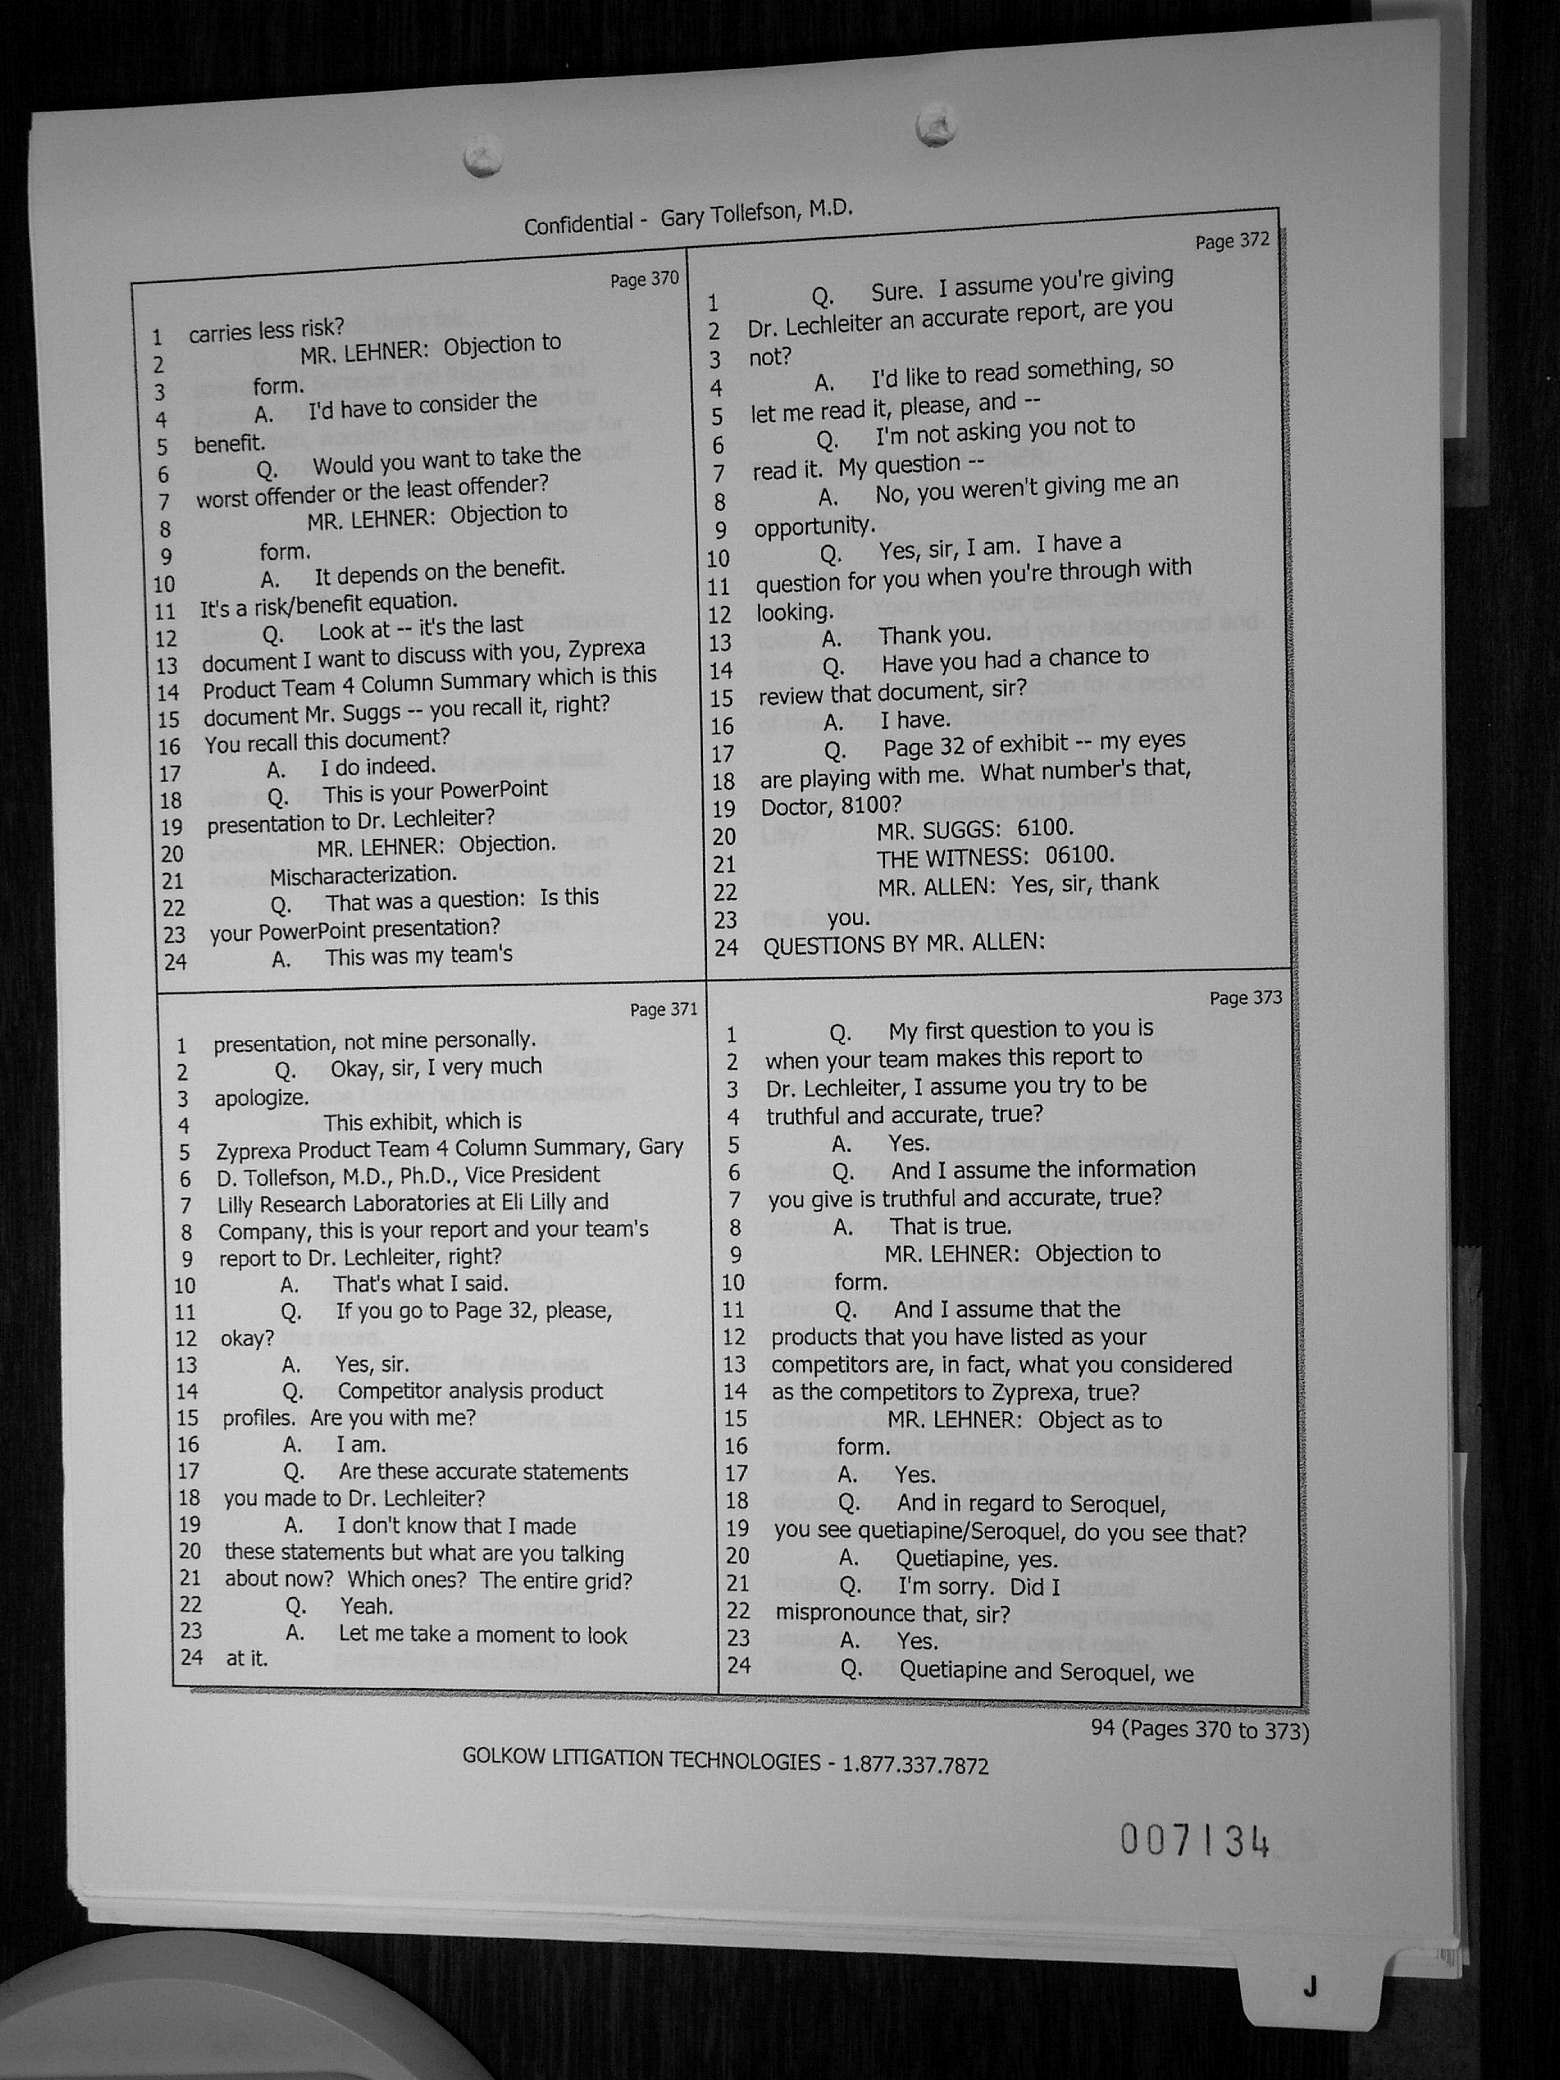 Confidential - Gary Tollefson, M.D.
Page 370
1 carries less risk?
2 MR. LEHNER: Objection to
3 form.
4 A. I'd have to consider the
5 benefit.
6 Q. Would you want to take the
7 worst offender or the least offender?
8 MR. LEHNER: Objection to
9 form.
10 A. It depends on the benefit.
11 It's a risk/benefit equation.
12 Q. Look at -- it's the last
13 document I want to discuss with you, Zyprexa
14 Product Team 4 Column Summary which is this
15 document Mr. Suggs -- you recall it, right?
16 You recall this document?
17 A. I do indeed.
18 Q. This is your PowerPoint
19 presentation to Dr. Lechleiter?
20 MR. LEHNER: Objection.
21 Mischaracterization.
22 Q. That was a question: Is this
23 your PowerPoint presentation?
24 A. This was my team's
Page 371
1 presentation, not mine personally.
2 Q. Okay, sir, I very much
3 apologize.
4 This exhibit, which is
5 Zyprexa Product Team 4 Column Summary, Gary
6 D. Tollefson, M.D., Ph.D., Vice President
7 Lilly Research Laboratories at Eli Lilly and
8 Company, this is your report and your team's
9 report to Dr. Lechleiter, right?
10 A. That's what I said.
11 Q. If you go to Page 32, please,
12 okay?
13 A. Yes, sir.
14 Q. Competitor analysis product
15 profiles. Are you with me?
16 A. I am.
17 Q. Are these accurate statements
18 you made to Dr. Lechleiter?
19 A. I don't know that I made
20 these statements but what are you talking
21 about now? Which ones? The entire grid?
22 Q. Yeah.
23 A. Let me take a moment to look
24 at it.
Page 372
1 Q. Sure. I assume you're giving
2 Dr. Lechleiter an accurate report, are you
3 not?
4 A. I'd like to read something, so
5 let me read it, please, and --
6 Q. I'm not asking you not to
7 read it. My question --
8 A. No, you weren't giving me an
9 opportunity.
10 Q. Yes, sir, I am. I have a
11 question for you when you're through with
12 looking.
13 A. Thank you.
14 Q. Have you had a chance to
15 review that document, sir?
16 A. I have.
17 Q. Page 32 of exhibit -- my eyes
18 are playing with me. What number's that,
19 Doctor, 8100?
20 MR. SUGGS: 6100.
21 THE WITNESS: 06100.
22 MR. ALLEN: Yes, sir, thank
23 you.
24 QUESTIONS BY MR. ALLEN:
Page 373
1 Q. My first question to you is
2 when your team makes this report to
3 Dr. Lechleiter, I assume you try to be
4 truthful and accurate, true?
5 A. Yes.
6 Q. And I assume the information
7 you give is truthful and accurate, true?
8 A. That is true.
9 MR. LEHNER: Objection to
10 form.
11 Q. And I assume that the
12 products that you have listed as your
13 competitors are, in fact, what you considered
14 as the competitors to Zyprexa, true?
15 MR. LEHNER: Object as to
16 form.
17 A. Yes.
18 Q. And in regard to Seroquel,
19 you see quetiapine/Seroquel, do you see that?
20 A. Quetiapine, yes.
21 Q. I'm sorry. Did I
22 mispronounce that, sir?
23 A. Yes.
24 Q. Quetiapine and Seroquel, we
94 (Pages 370 to 373)
GOLKOW LITIGATION TECHNOLOGIES - 1.877.337.7872
007134
J